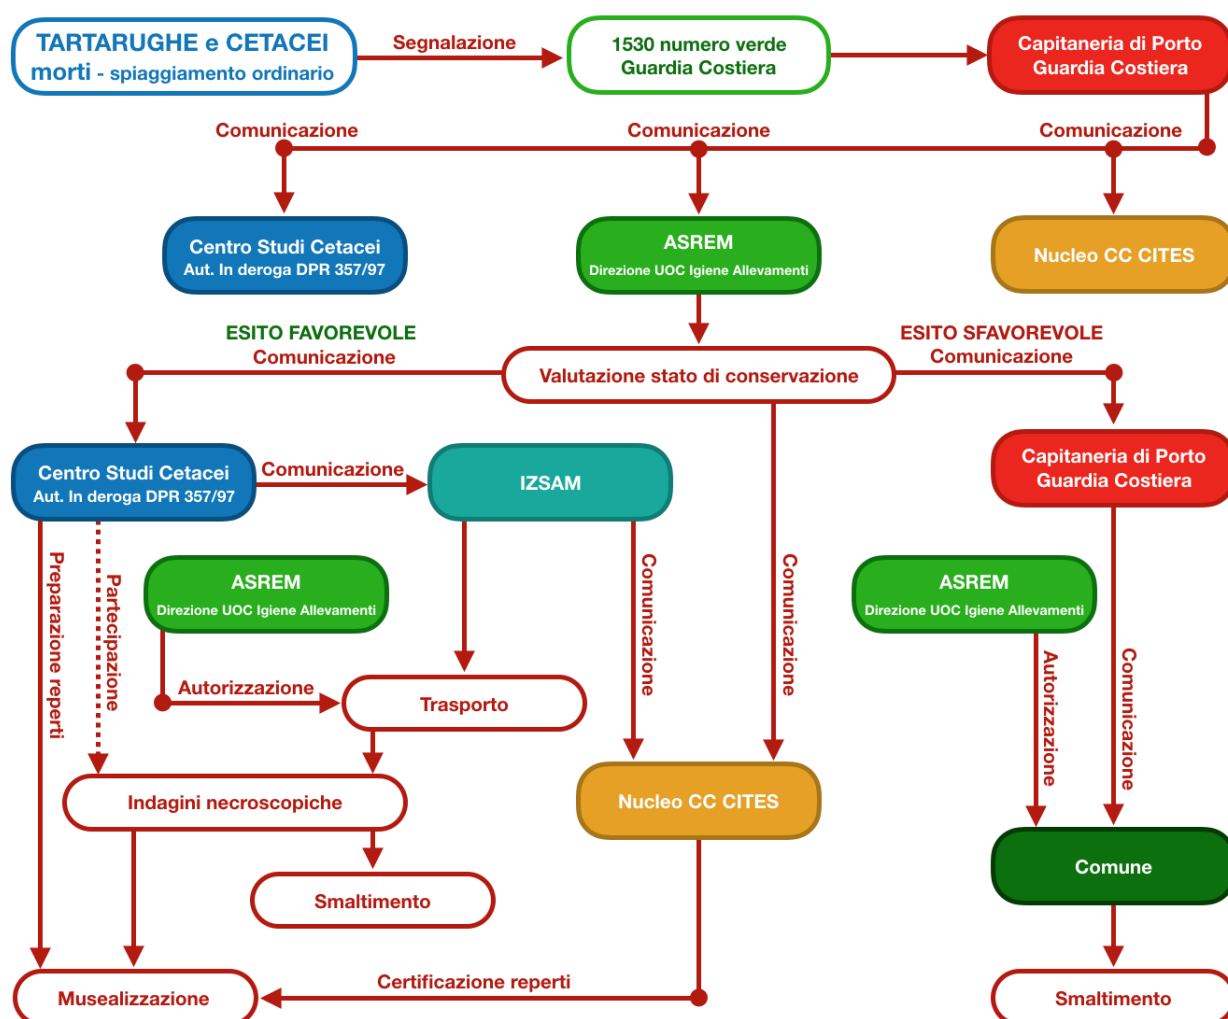 TARTARUGHE e CETACEI
morti - spiaggiamento ordinario
Segnalazione
1530 numero verde
Guardia Costiera
Capitaneria di Porto
Guardia Costiera
Comunicazione
Comunicazione
Comunicazione
Centro Studi Cetacei
Aut. In deroga DPR 357/97
ASREM
Direzione UOC Igiene Allevamenti
Nucleo CC CITES
ESITO FAVOREVOLE
Comunicazione
Valutazione stato di conservazione
ESITO SFAVOREVOLE
Comunicazione
Centro Studi Cetacei
Aut. In deroga DPR 357/97
Comunicazione
IZSAM
Capitaneria di Porto
Guardia Costiera
Preparazione reperti
Partecipazione
ASREM
Direzione UOC Igiene Allevamenti
Comunicazione
Comunicazione
ASREM
Direzione UOC Igiene Allevamenti
Autorizzazione
Trasporto
Autorizzazione
Comunicazione
Indagini necroscopiche
Nucleo CC CITES
Smaltimento
Comune
Musealizzazione
Certificazione reperti
Smaltimento